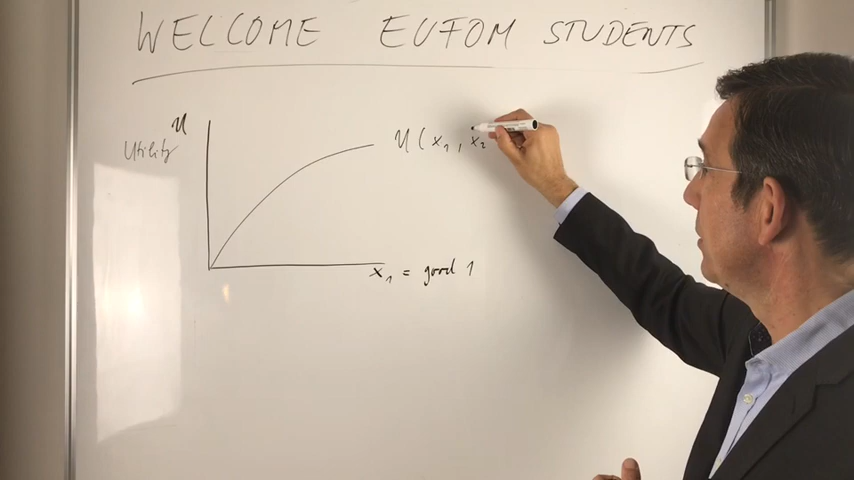 WELCOME EUFOM STUDENTS
u
Utility
u(x₁, x₂
x₁ = good 1